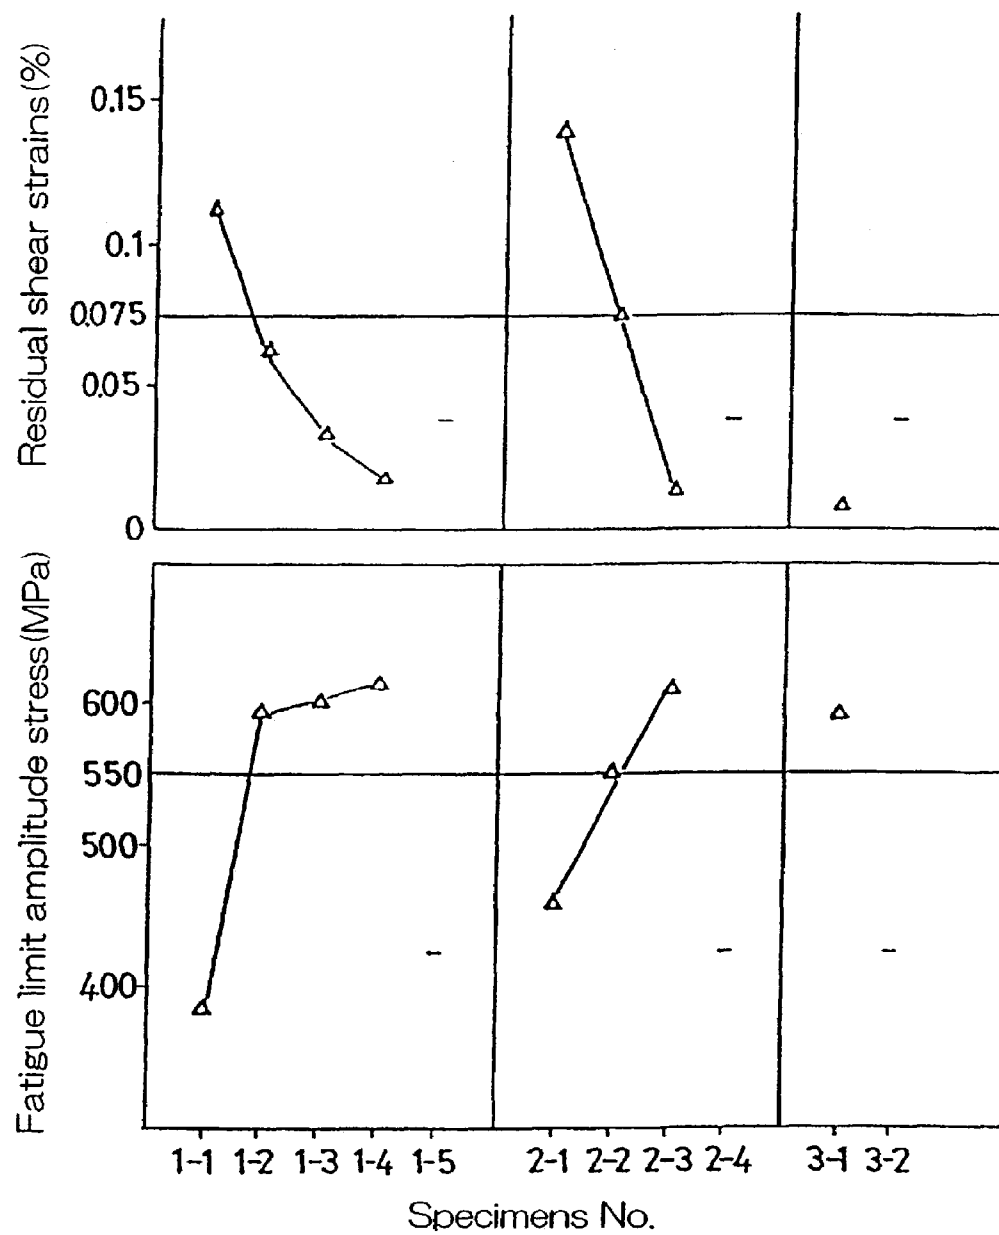 Residual shear strains(%)
0.15
0.1
0.075
0.05
0
Fatigue limit amplitude stress(MPa)
600
550
500
400
1-1 1-2 1-3 1-4 1-5 2-1 2-2 2-3 2-4 3-1 3-2
Specimens No.